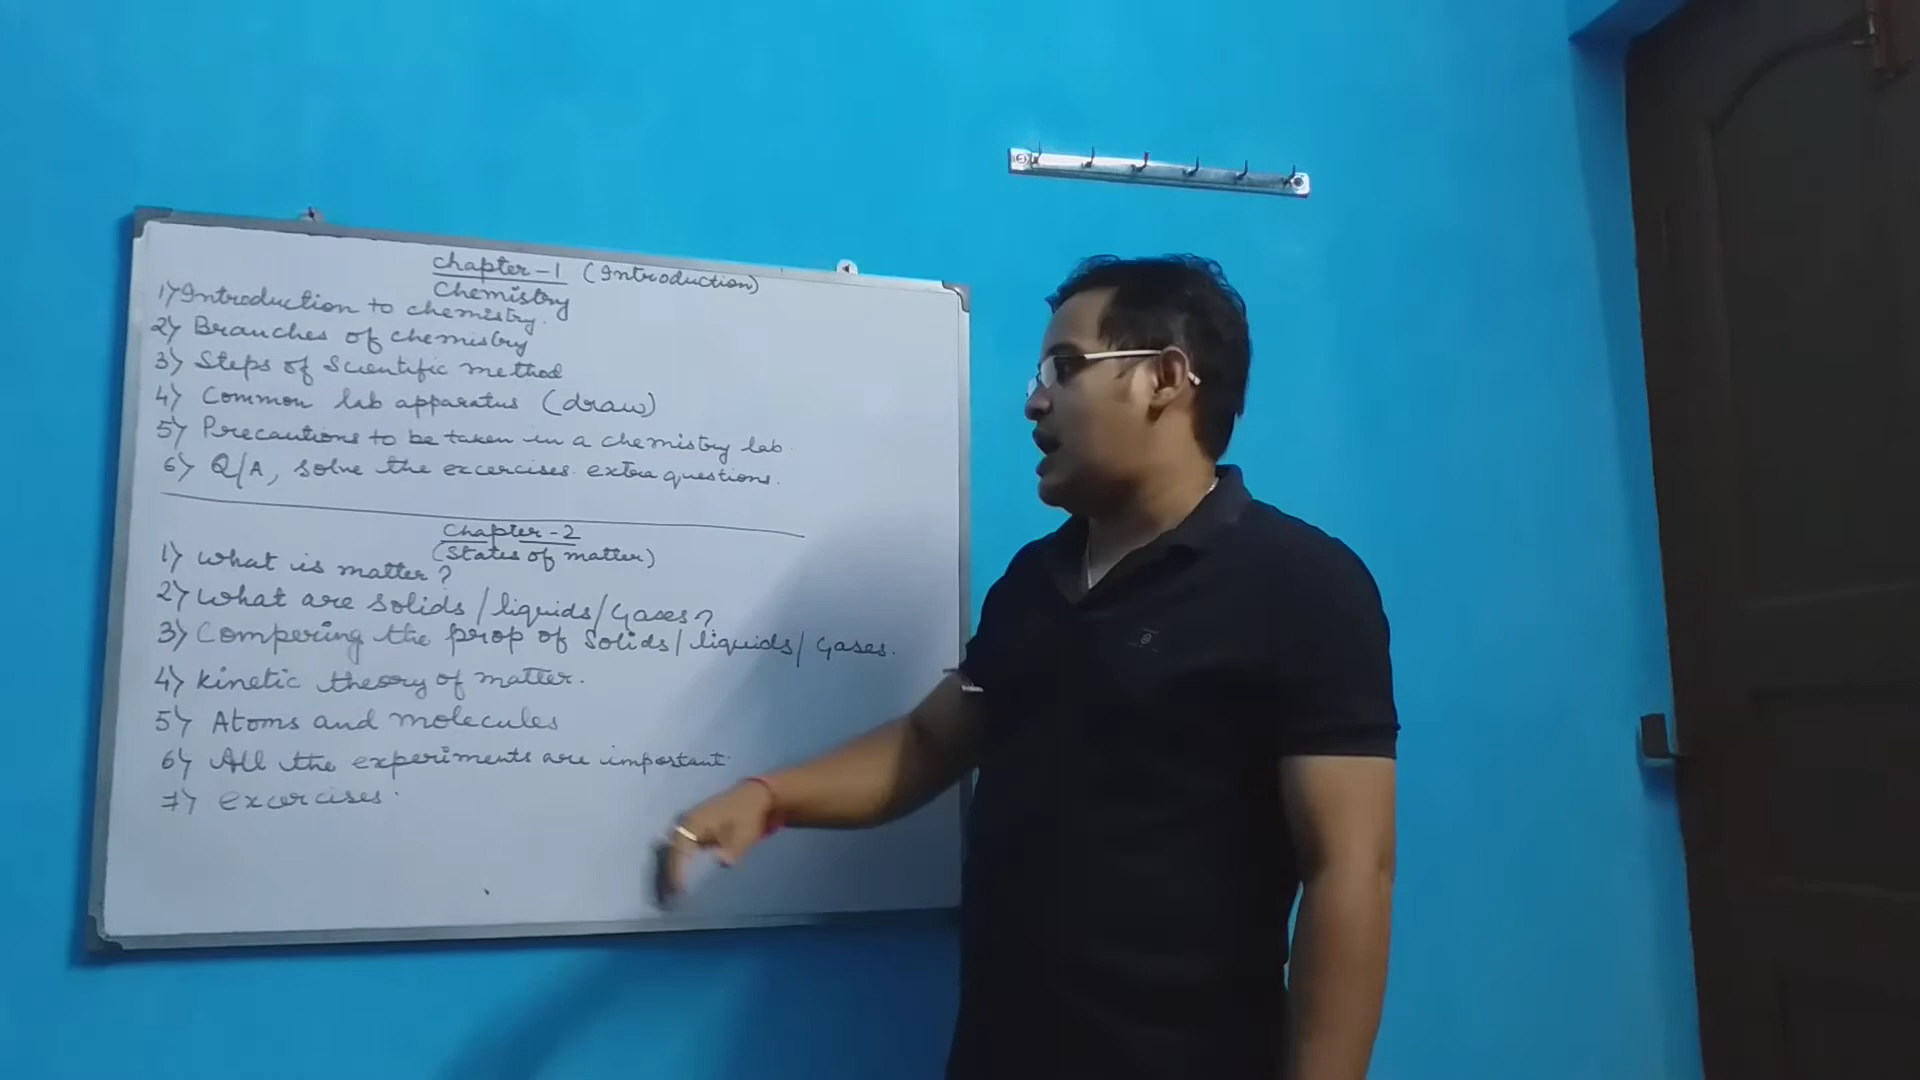 Chapter-1 (Introduction)
Chemistry
1) Introduction to chemistry.
2) Branches of chemistry
3) Steps of Scientific method
4) Common lab apparatus (draw)
5) Precautions to be taken in a chemistry lab.
6) Q/A, solve the excercises. extra questions.
Chapter-2
(States of matter)
1) what is matter?
2) what are solids/liquids/Gases?
3) Compering the prop of Solids/liquids/Gases.
4) kinetic theory of matter.
5) Atoms and molecules
6) All the experiments are important.
7) excercises.